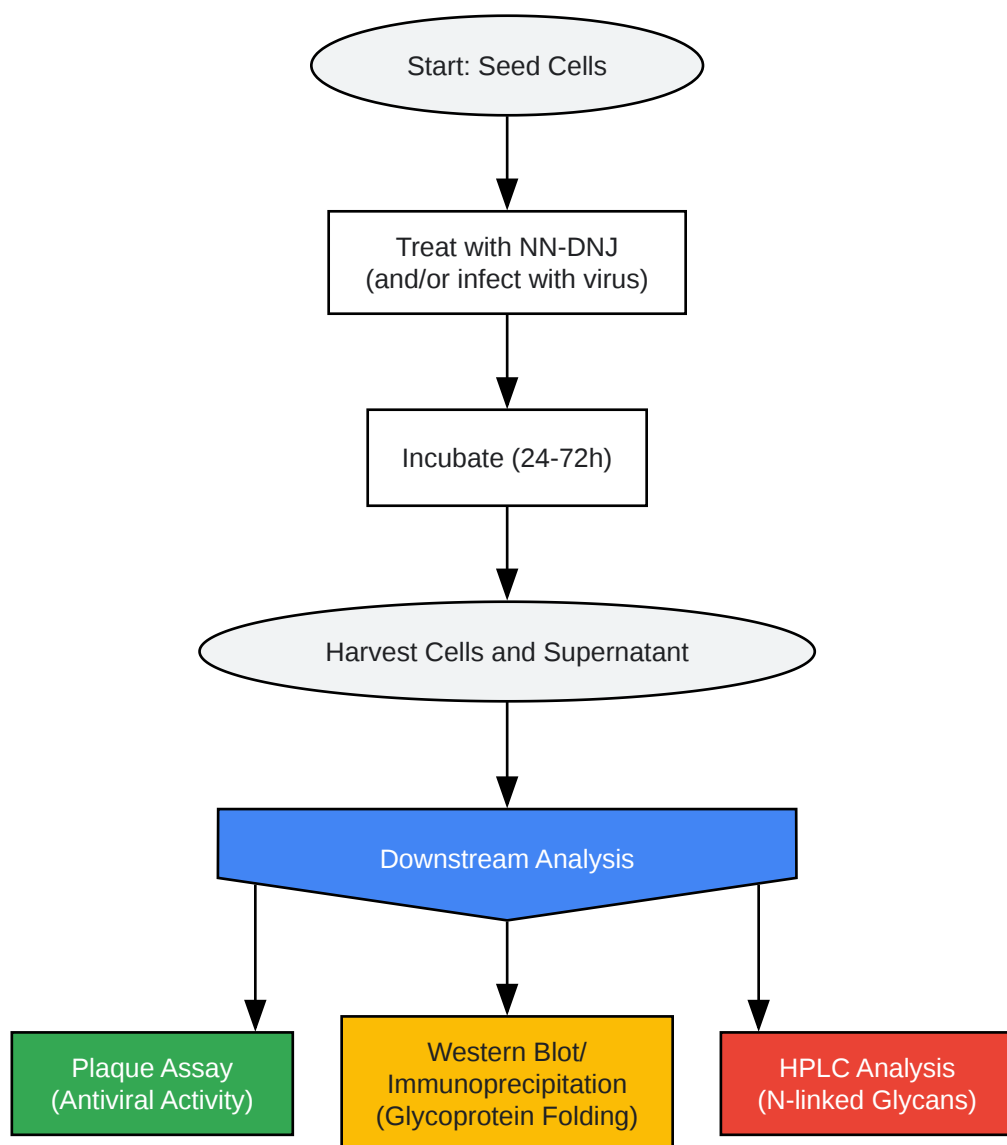 Start: Seed Cells
Treat with NN-DNJ
(and/or infect with virus)
Incubate (24-72h)
Harvest Cells and Supernatant
Downstream Analysis
Plaque Assay
(Antiviral Activity)
Western Blot/
Immunoprecipitation
(Glycoprotein Folding)
HPLC Analysis
(N-linked Glycans)